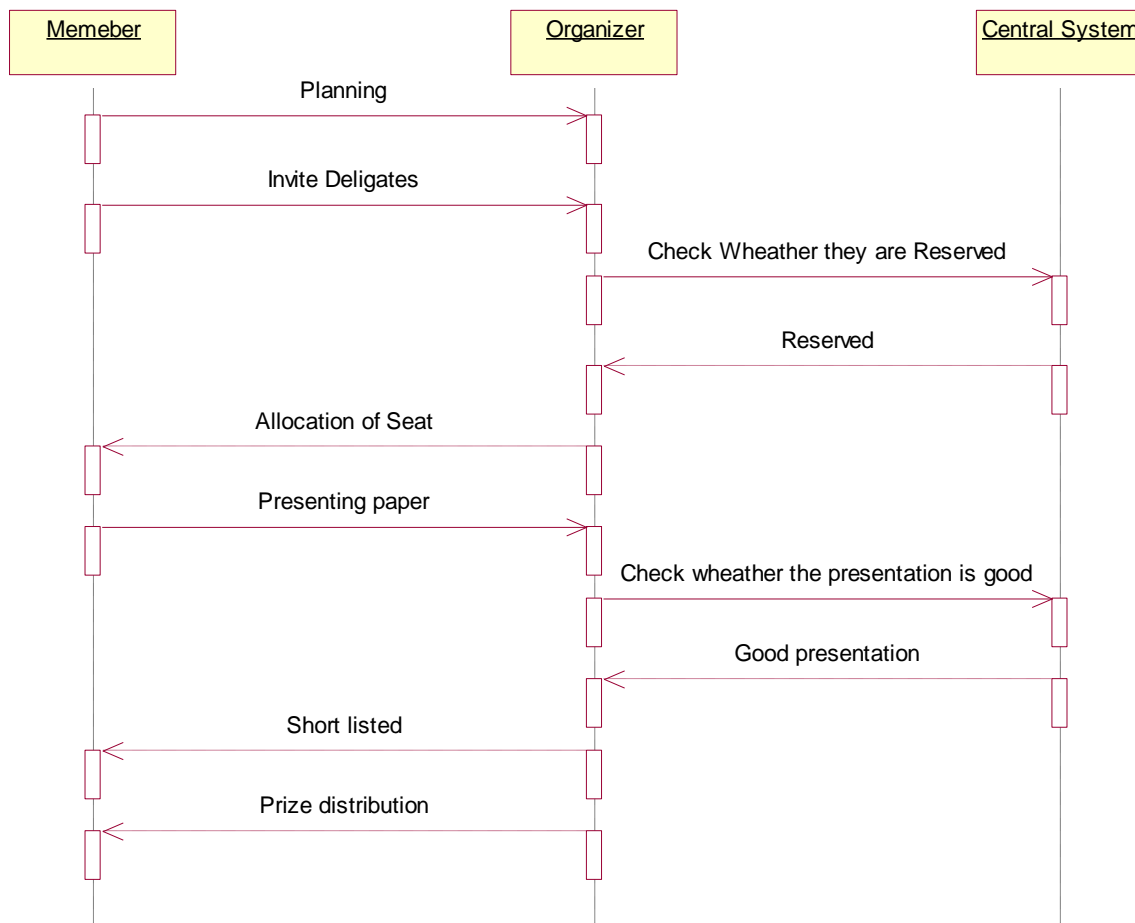 Memeber
Organizer
Central System
Planning
Invite Deligates
Check Wheather they are Reserved
Reserved
Allocation of Seat
Presenting paper
Check wheather the presentation is good
Good presentation
Short listed
Prize distribution